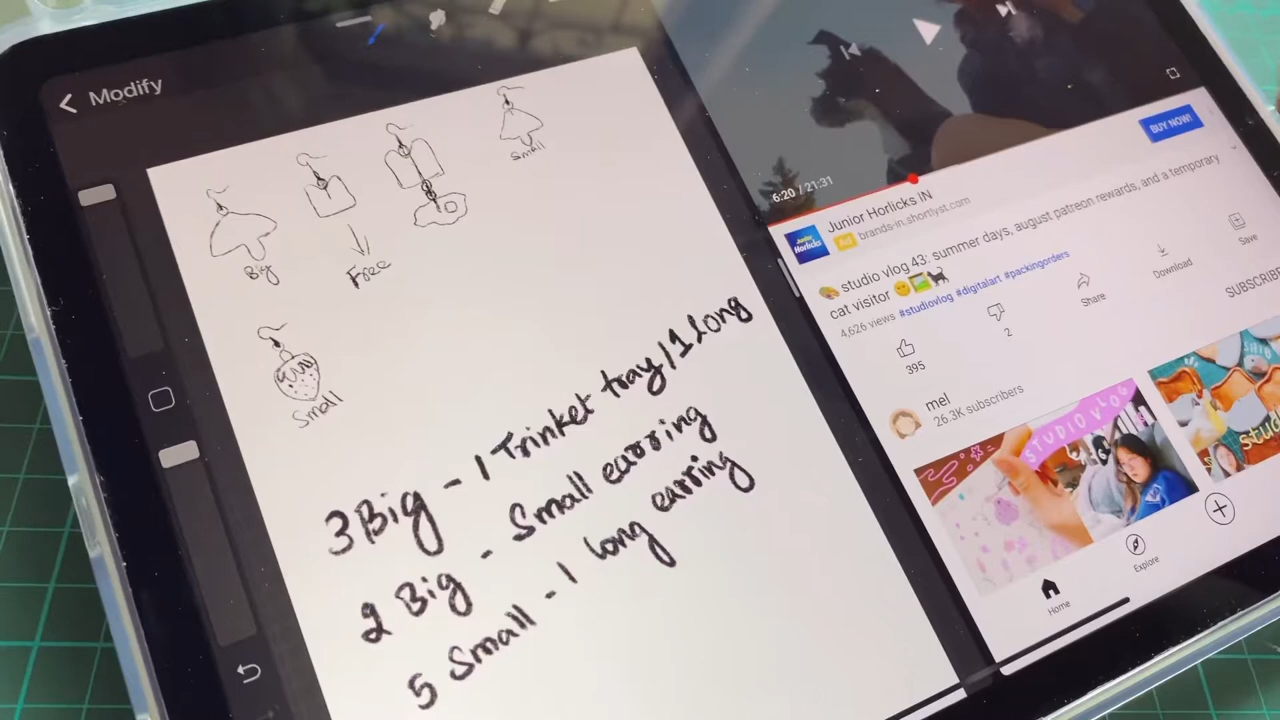 Modify
Big
Free
Small
Small
3 Big - 1 Trinket tray/1 long
2 Big - Small earring
5 Small - 1 long earring
6:20 / 21:31
BUY NOW!
Junior Horlicks
Junior Horlicks IN
Ad brands-in.shortlyst.com
studio vlog 43: summer days, august patreon rewards, and a temporary
cat visitor
4,626 views #studiovlog #digitalart #packingorders
395
2
Share
Download
Save
mel
26.3K subscribers
SUBSCRIBE
STUDIO VLOG
Home
Explore